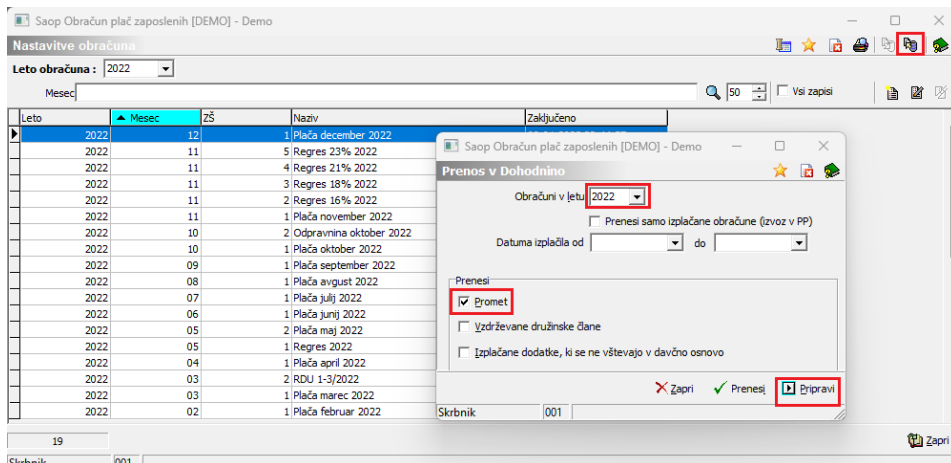 Saop Obračun plač zaposlenih [DEMO] - Demo
Nastavitve obračuna
Leto obračuna : 2022
Mesec 50 Vsi zapisi
Leto Mesec ZŠ Naziv Zaključeno
2022 12 1 Plača december 2022
2022 11 5 Regres 23% 2022
2022 11 4 Regres 21% 2022
2022 11 3 Regres 18% 2022
2022 11 2 Regres 16% 2022
2022 11 1 Plača november 2022
2022 10 2 Odpravnina oktober 2022
2022 10 1 Plača oktober 2022
2022 09 1 Plača september 2022
2022 08 1 Plača avgust 2022
2022 07 1 Plača julij 2022
2022 06 1 Plača junij 2022
2022 05 2 Plača maj 2022
2022 05 1 Regres 2022
2022 04 1 Plača april 2022
2022 03 2 RDU 1-3/2022
2022 03 1 Plača marec 2022
2022 02 1 Plača februar 2022
19 Zapri
Skrbnik 001
Saop Obračun plač zaposlenih [DEMO] - Demo
Prenos v Dohodnino
Obračuni v letu 2022
Prenesi samo izplačane obračune (izvoz v PP)
Datuma izplačila od do
Prenesi
Promet
Vzdrževane družinske člane
Izplačane dodatke, ki se ne vštevajo v davčno osnovo
Zapri Prenesi Pripravi
Skrbnik 001